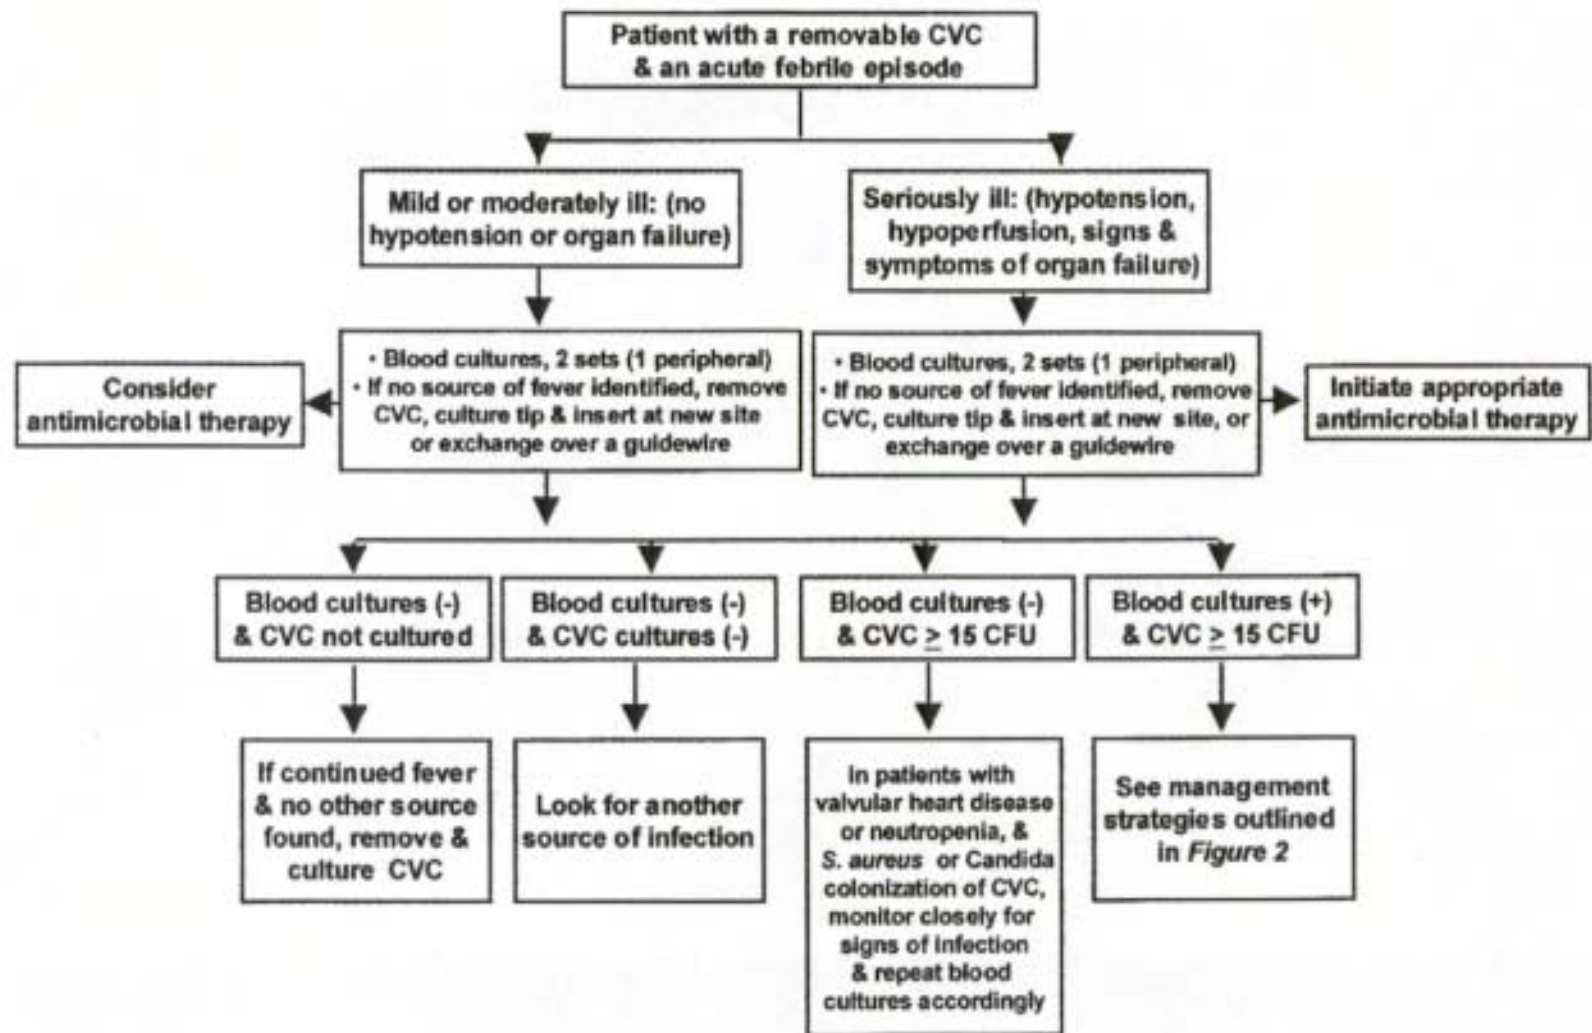 Patient with a removable CVC
& an acute febrile episode
Mild or moderately ill: (no
hypotension or organ failure)
Seriously ill: (hypotension,
hypoperfusion, signs &
symptoms of organ failure)
Consider
antimicrobial therapy
• Blood cultures, 2 sets (1 peripheral)
• If no source of fever identified, remove
CVC, culture tip & insert at new site
or exchange over a guidewire
• Blood cultures, 2 sets (1 peripheral)
• If no source of fever identified, remove
CVC, culture tip & insert at new site, or
exchange over a guidewire
Initiate appropriate
antimicrobial therapy
Blood cultures (-)
& CVC not cultured
Blood cultures (-)
& CVC cultures (-)
Blood cultures (-)
& CVC ≥ 15 CFU
Blood cultures (+)
& CVC ≥ 15 CFU
If continued fever
& no other source
found, remove &
culture CVC
Look for another
source of infection
In patients with
valvular heart disease
or neutropenia, &
S. aureus or Candida
colonization of CVC,
monitor closely for
signs of infection
& repeat blood
cultures accordingly
See management
strategies outlined
in Figure 2